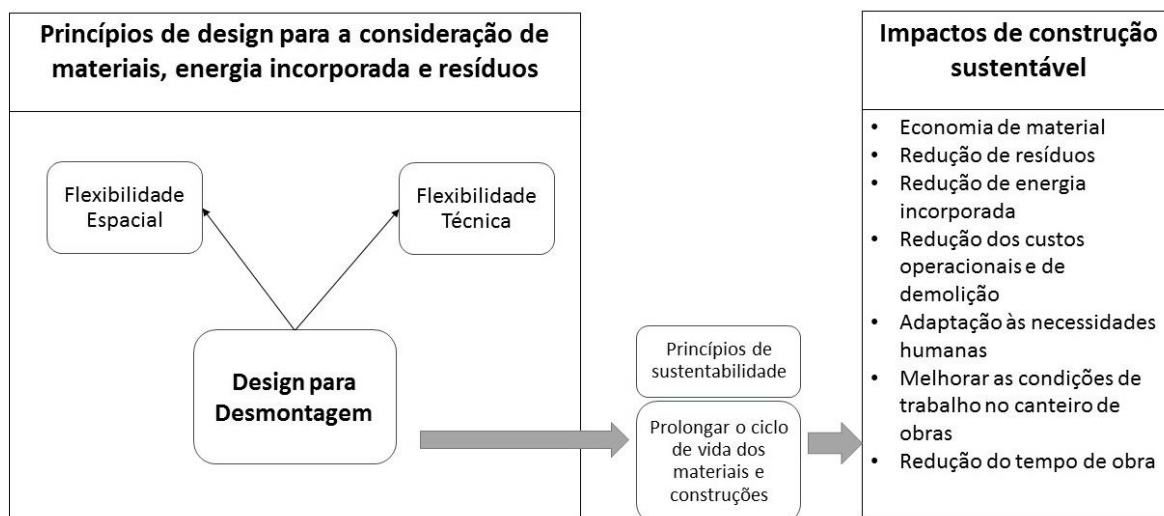 Princípios de design para a consideração de
materiais, energia incorporada e resíduos
Flexibilidade
Espacial
Flexibilidade
Técnica
Design para
Desmontagem
Princípios de
sustentabilidade
Prolongar o ciclo
de vida dos
materiais e
construções
Impactos de construção
sustentável
• Economia de material
• Redução de resíduos
• Redução de energia
incorporada
• Redução dos custos
operacionais e de
demolição
• Adaptação às necessidades
humanas
• Melhorar as condições de
trabalho no canteiro de
obras
• Redução do tempo de obra